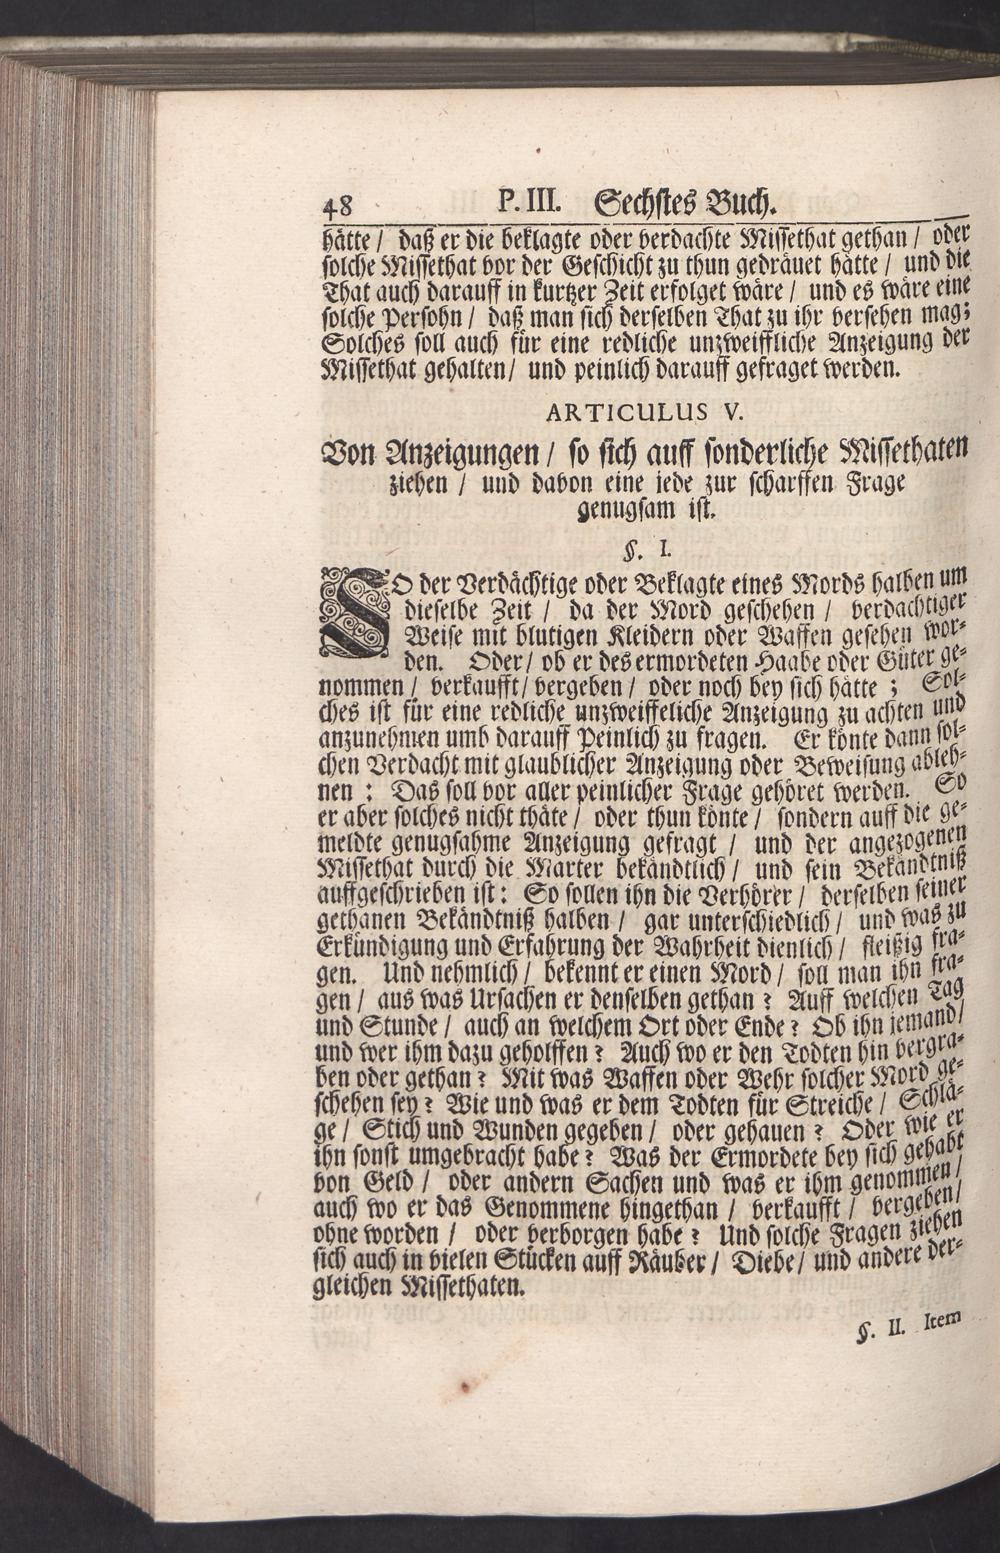 48 P. III. Sechstes Buch.
hätte / daß er die beklagte oder verdachte Missethat gethan / oder
solche Missethat vor der Geschicht zu thun gedräuet hätte / und die
That auch darauff in kurtzer Zeit erfolget wäre / und es wäre eine
solche Persohn / daß man sich derselben That zu ihr versehen mag;
Solches soll auch für eine redliche unzweiffliche Anzeigung der
Missethat gehalten / und peinlich darauff gefraget werden.
ARTICULUS V.
Von Anzeigungen / so sich auff sonderliche Missethaten
ziehen / und davon eine jede zur scharffen Frage
genugsam ist.
§. I.
SO der Verdächtige oder Beklagte eines Mords halben um
dieselbe Zeit / da der Mord geschehen / verdachtiger
Weise mit blutigen Kleidern oder Waffen gesehen wor-
den. Oder / ob er des ermordeten Haabe oder Güter ge-
nommen / verkaufft / vergeben / oder noch bey sich hätte ; Sol-
ches ist für eine redliche unzweiffeliche Anzeigung zu achten und
anzunehmen umb darauff Peinlich zu fragen. Er könte dann sol-
chen Verdacht mit glaublicher Anzeigung oder Beweisung ableh-
nen : Das soll vor aller peinlicher Frage gehöret werden. So
er aber solches nicht thäte / oder thun könte / sondern auff die ge-
meldte genugsahme Anzeigung gefragt / und der angezogenen
Missethat durch die Marter bekändtlich / und sein Bekändtniß
auffgeschrieben ist : So sollen ihn die Verhörer / derselben seiner
gethanen Bekändtniß halben / gar unterschiedlich / und was zu
Erkündigung und Erfahrung der Wahrheit dienlich / fleißig fra-
gen. Und nehmlich / bekennt er einen Mord / soll man ihn fra-
gen / aus was Ursachen er denselben gethan ? Auff welchen Tag
und Stunde / auch an welchem Ort oder Ende ? Ob ihn jemand /
und wer ihm dazu geholffen ? Auch wo er den Todten hin vergra-
ben oder gethan ? Mit was Waffen oder Wehr solcher Mord ge-
schehen sey ? Wie und was er dem Todten für Streiche / Schlä-
ge / Stich und Wunden gegeben / oder gehauen ? Oder wie er
ihn sonst umgebracht habe ? Was der Ermordete bey sich gehabt
von Geld / oder andern Sachen und was er ihm genommen /
auch wo er das Genommene hingethan / verkaufft / vergeben /
ohne worden / oder verborgen habe ? Und solche Fragen ziehen
sich auch in vielen Stücken auff Räuber / Diebe / und andere der-
gleichen Missethaten.
§. II. Item